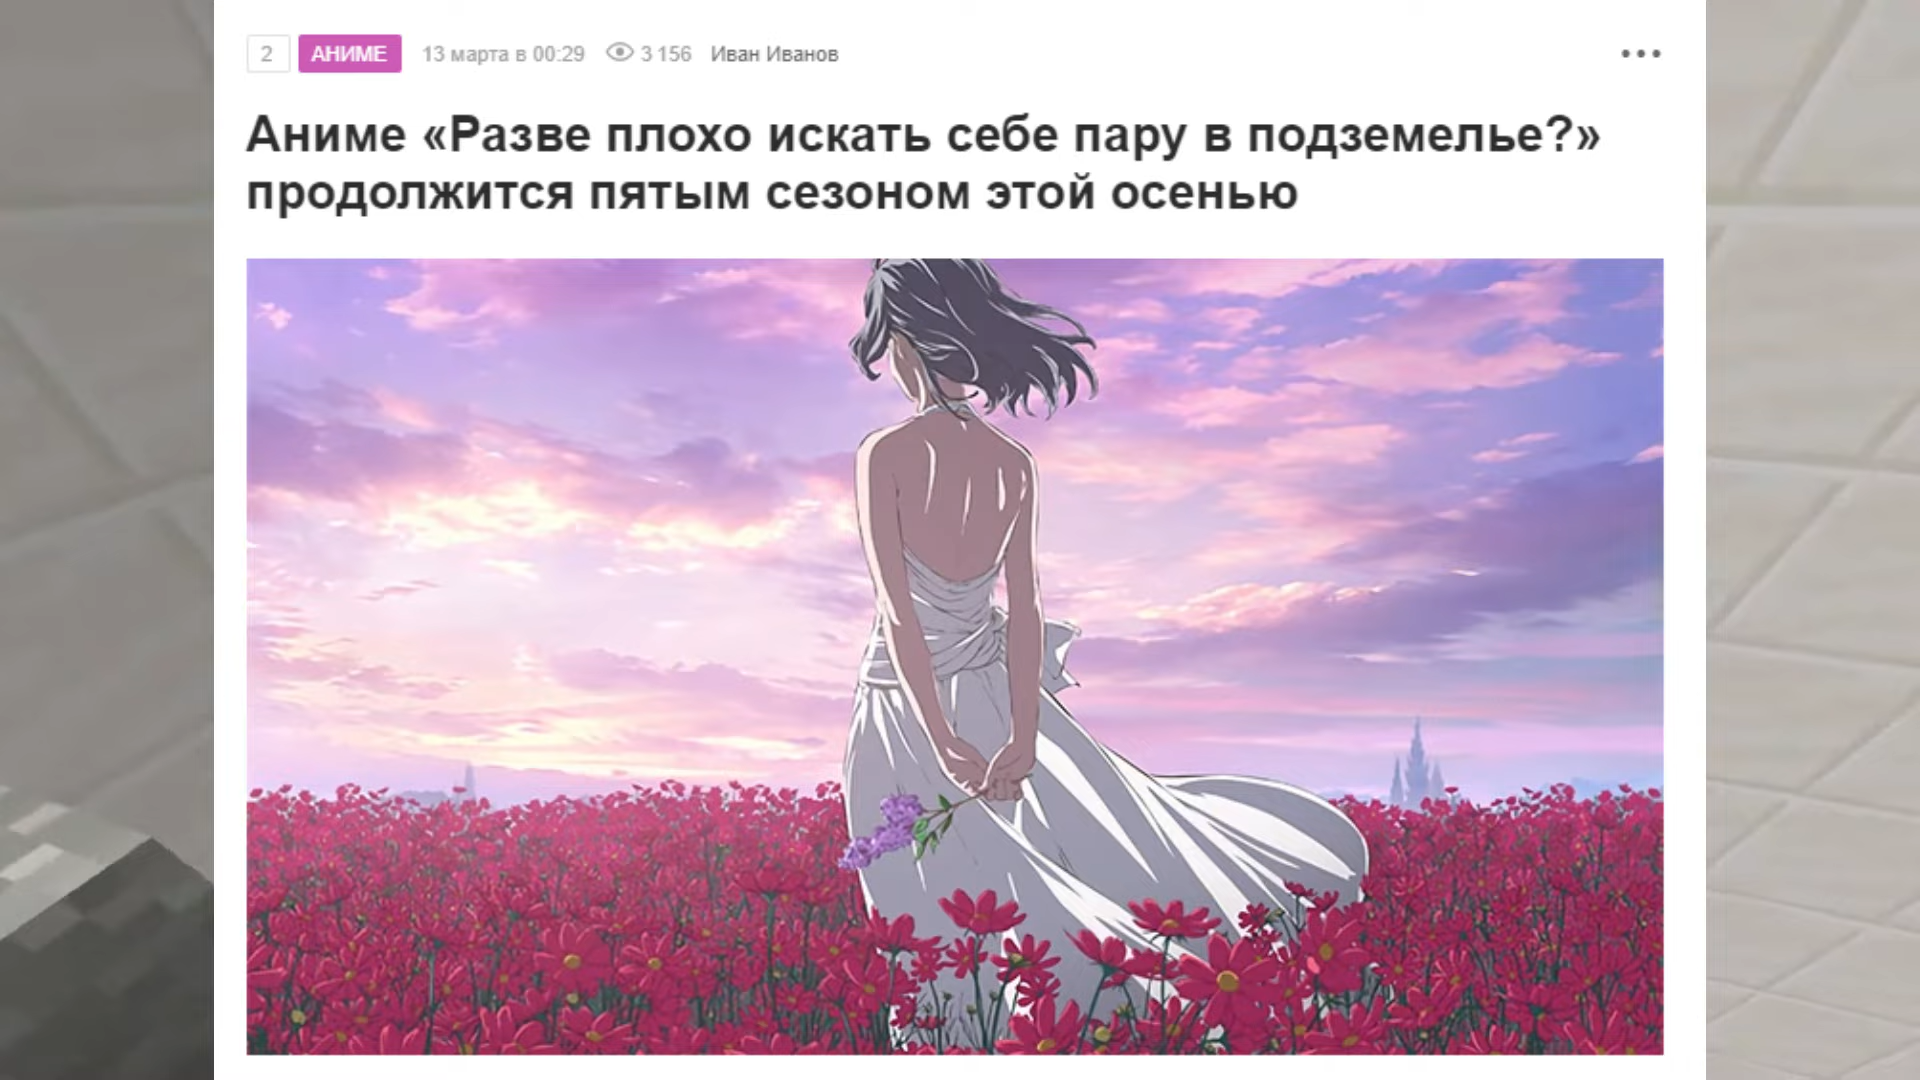 2 АНИМЕ 13 марта в 00:29 3 156 Иван Иванов
Аниме «Разве плохо искать себе пару в подземелье?»
продолжится пятым сезоном этой осенью